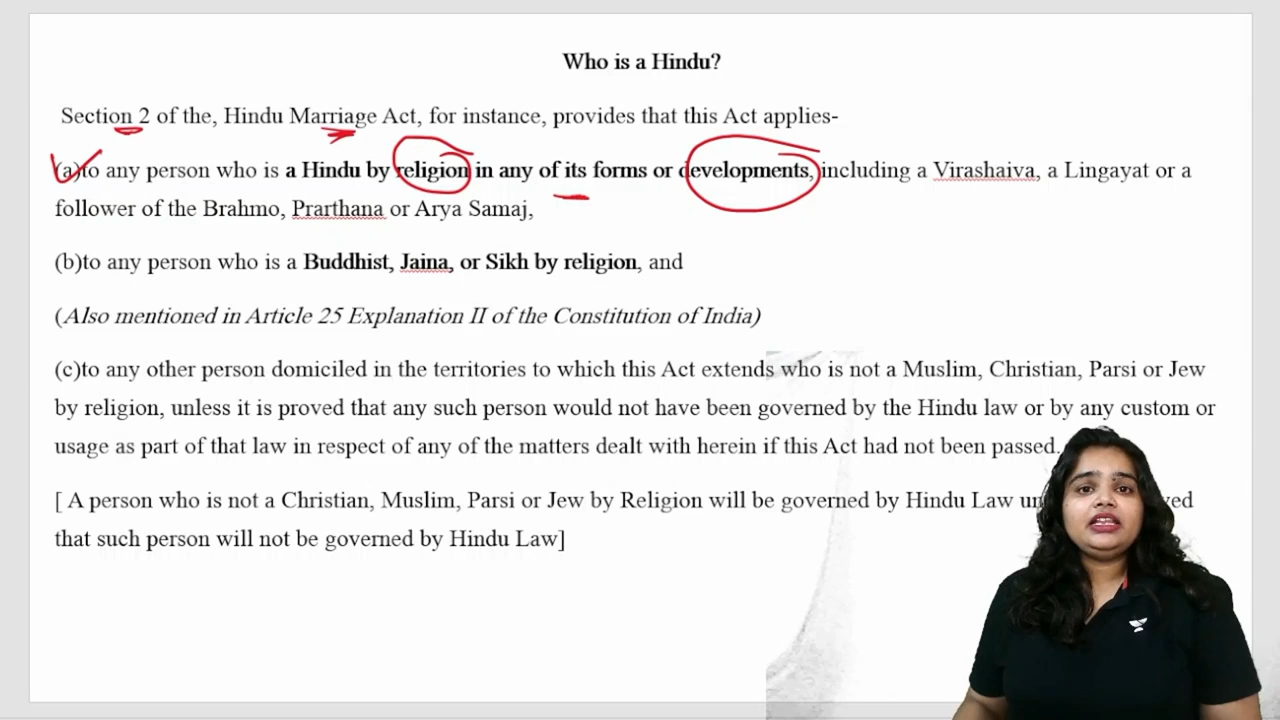 Who is a Hindu?
Section 2 of the, Hindu Marriage Act, for instance, provides that this Act applies-
(a)to any person who is a Hindu by religion in any of its forms or developments, including a Virashaiva, a Lingayat or a
follower of the Brahmo, Prarthana or Arya Samaj,
(b)to any person who is a Buddhist, Jaina, or Sikh by religion, and
(Also mentioned in Article 25 Explanation II of the Constitution of India)
(c)to any other person domiciled in the territories to which this Act extends who is not a Muslim, Christian, Parsi or Jew
by religion, unless it is proved that any such person would not have been governed by the Hindu law or by any custom or
usage as part of that law in respect of any of the matters dealt with herein if this Act had not been passed.
[ A person who is not a Christian, Muslim, Parsi or Jew by Religion will be governed by Hindu Law
that such person will not be governed by Hindu Law]